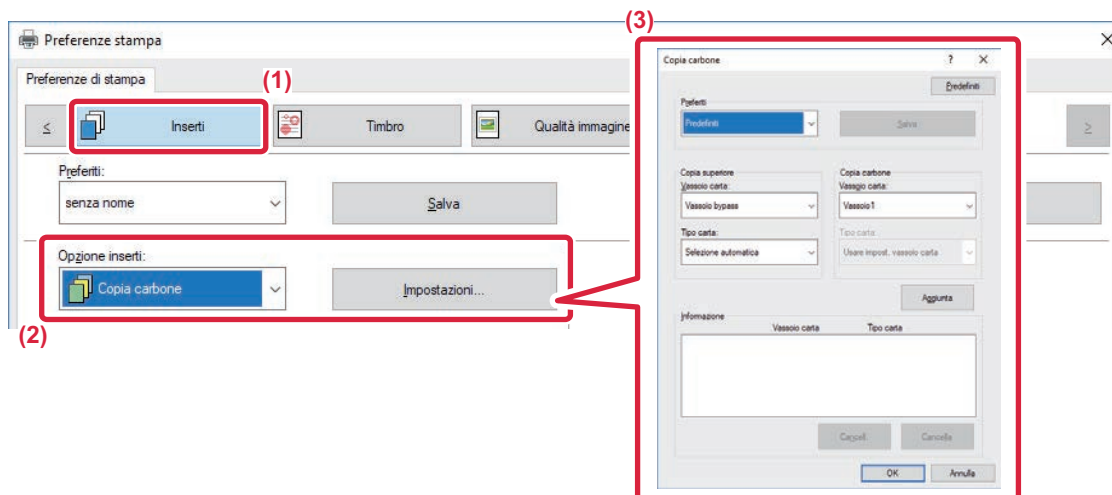 (3)
Preferenze stampa
Preferenze di stampa
(1)
≤ Inserti Timbro Qualità immagine ≥
Preferiti:
senza nome Salva
Opzione inserti:
Copia carbone Impostazioni...
(2)
Copia carbone ? X
Predefiniti
Preferiti
Predefiniti Salva
Copia superiore Copia carbone
Vassoio carta: Vassoio carta:
Vassoio bypass Vassoio1
Tipo carta: Tipo carta:
Selezione automatica Usare impost. vassoio carta
Aggiunta
Informazione
Vassoio carta Tipo carta
Cancell. Cancella
OK Annulla